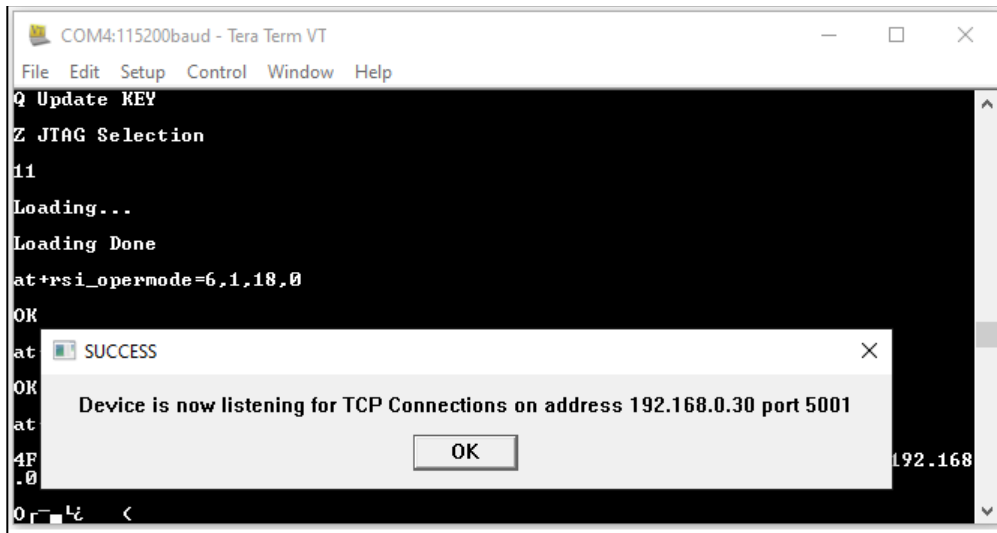 COM4:115200baud - Tera Term VT
File Edit Setup Control Window Help
Q Update KEY
Z JTAG Selection
11
Loading...
Loading Done
at+rsi_opermode=6,1,18,0
OK
at
SUCCESS
OK
Device is now listening for TCP Connections on address 192.168.0.30 port 5001
at
OK
4F 192.168
.0